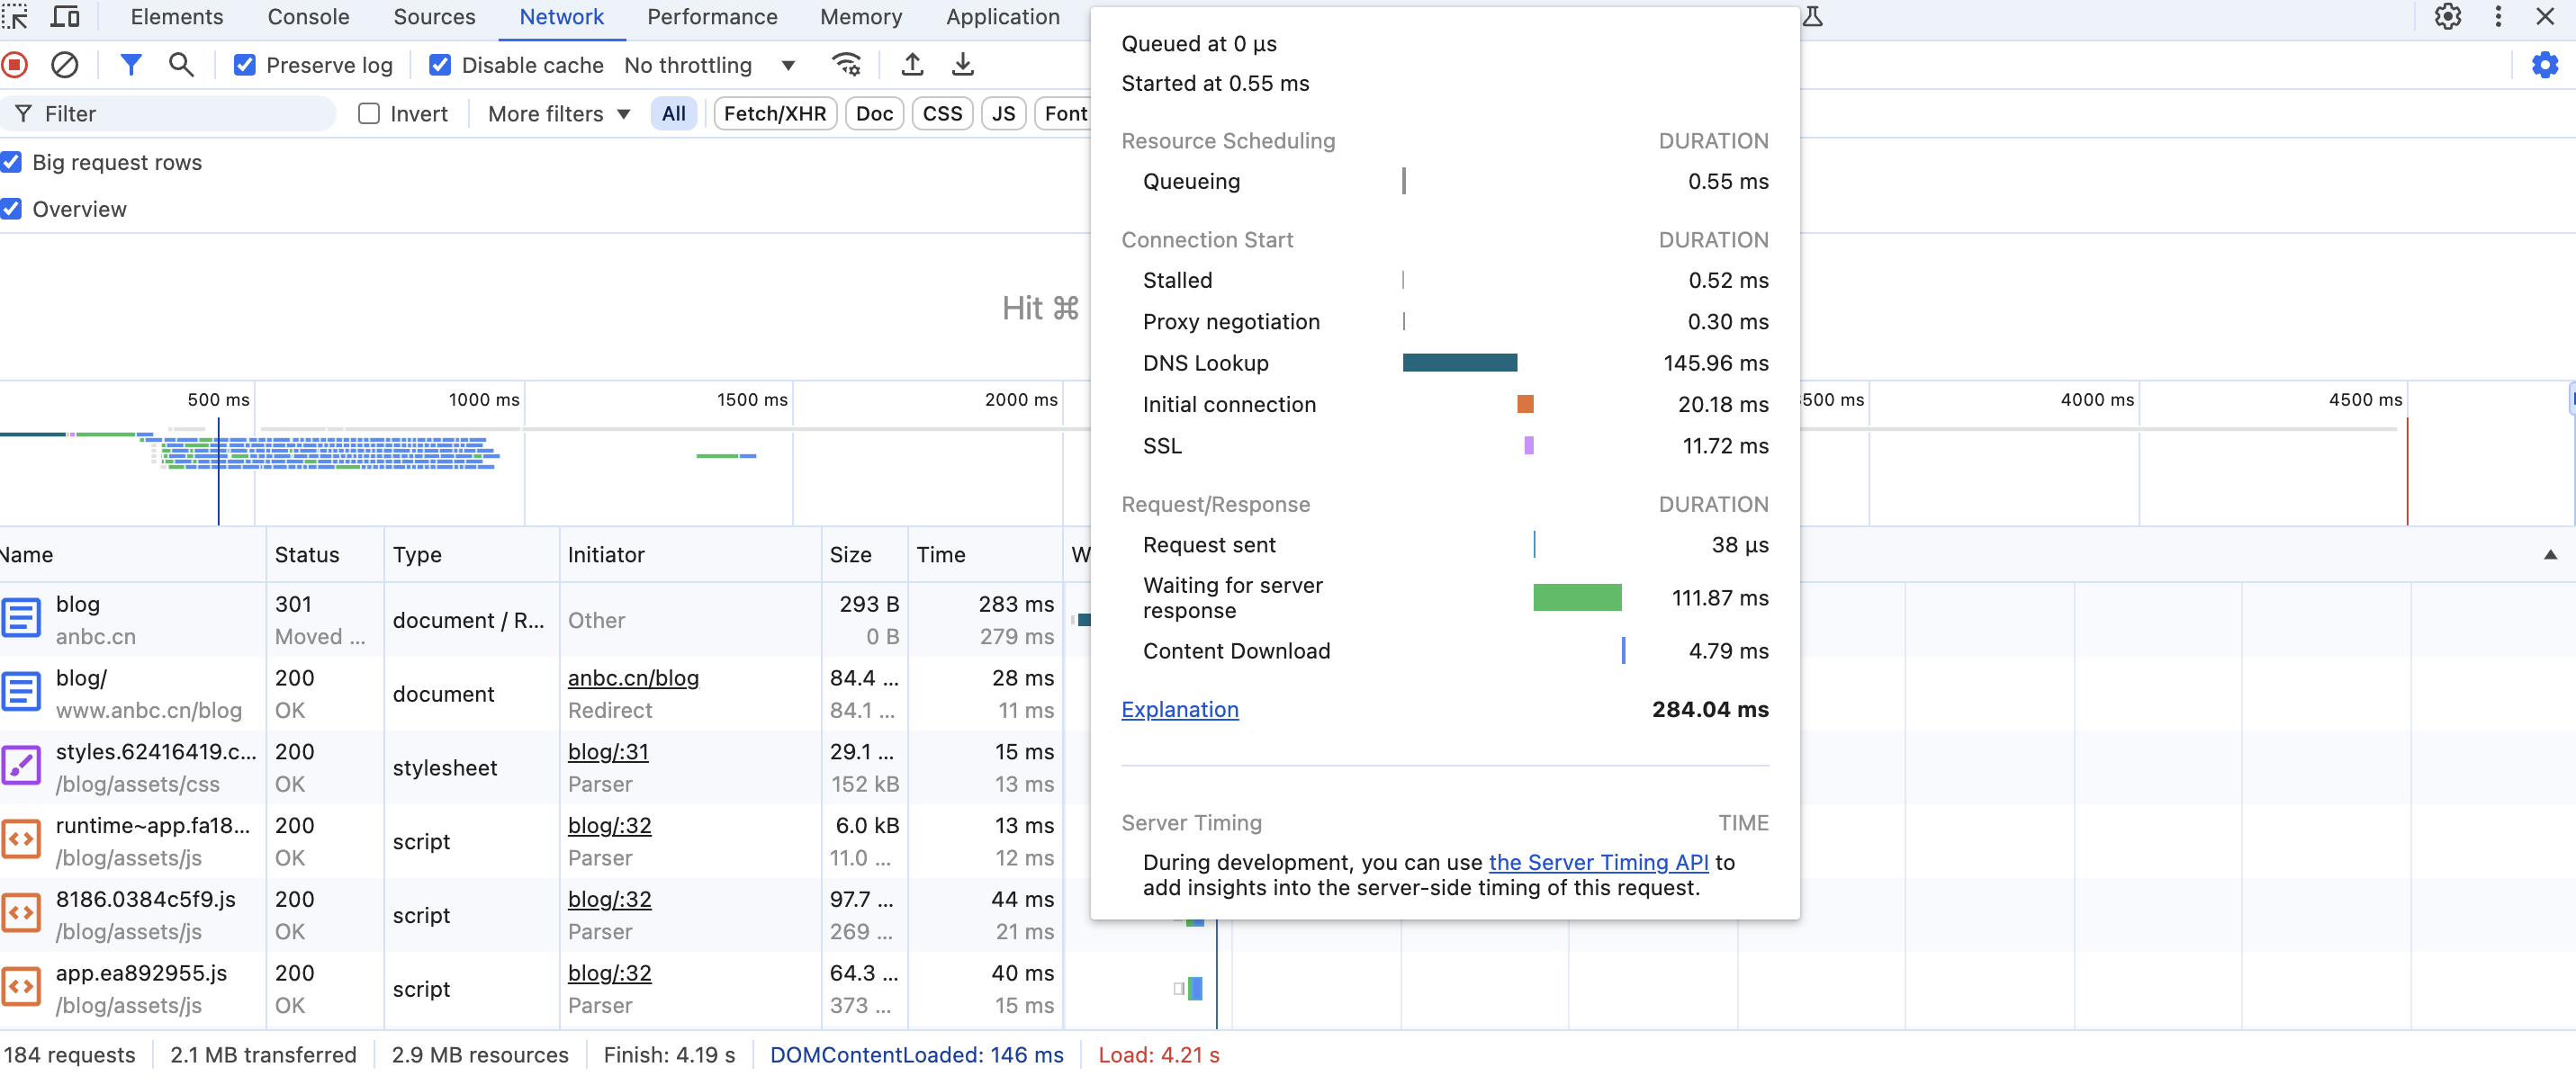 Elements Console Sources Network Performance Memory Application
Preserve log Disable cache No throttling
Filter Invert More filters All Fetch/XHR Doc CSS JS Font
Big request rows
Overview
Hit ⌘
500 ms 1000 ms 1500 ms 2000 ms 500 ms 4000 ms 4500 ms
Name Status Type Initiator Size Time W
blog 301 document / R... Other 293 B 283 ms
anbc.cn Moved ... 0 B 279 ms
blog/ 200 document anbc.cn/blog 84.4 ... 28 ms
www.anbc.cn/blog OK Redirect 84.1 ... 11 ms
styles.62416419.c... 200 stylesheet blog/:31 29.1 ... 15 ms
/blog/assets/css OK Parser 152 kB 13 ms
runtime~app.fa18... 200 script blog/:32 6.0 kB 13 ms
/blog/assets/js OK Parser 11.0 ... 12 ms
8186.0384c5f9.js 200 script blog/:32 97.7 ... 44 ms
/blog/assets/js OK Parser 269 ... 21 ms
app.ea892955.js 200 script blog/:32 64.3 ... 40 ms
/blog/assets/js OK Parser 373 ... 15 ms
184 requests 2.1 MB transferred 2.9 MB resources Finish: 4.19 s DOMContentLoaded: 146 ms Load: 4.21 s
Queued at 0 μs
Started at 0.55 ms
Resource Scheduling DURATION
Queueing 0.55 ms
Connection Start DURATION
Stalled 0.52 ms
Proxy negotiation 0.30 ms
DNS Lookup 145.96 ms
Initial connection 20.18 ms
SSL 11.72 ms
Request/Response DURATION
Request sent 38 μs
Waiting for server
response 111.87 ms
Content Download 4.79 ms
Explanation 284.04 ms
Server Timing TIME
During development, you can use the Server Timing API to
add insights into the server-side timing of this request.